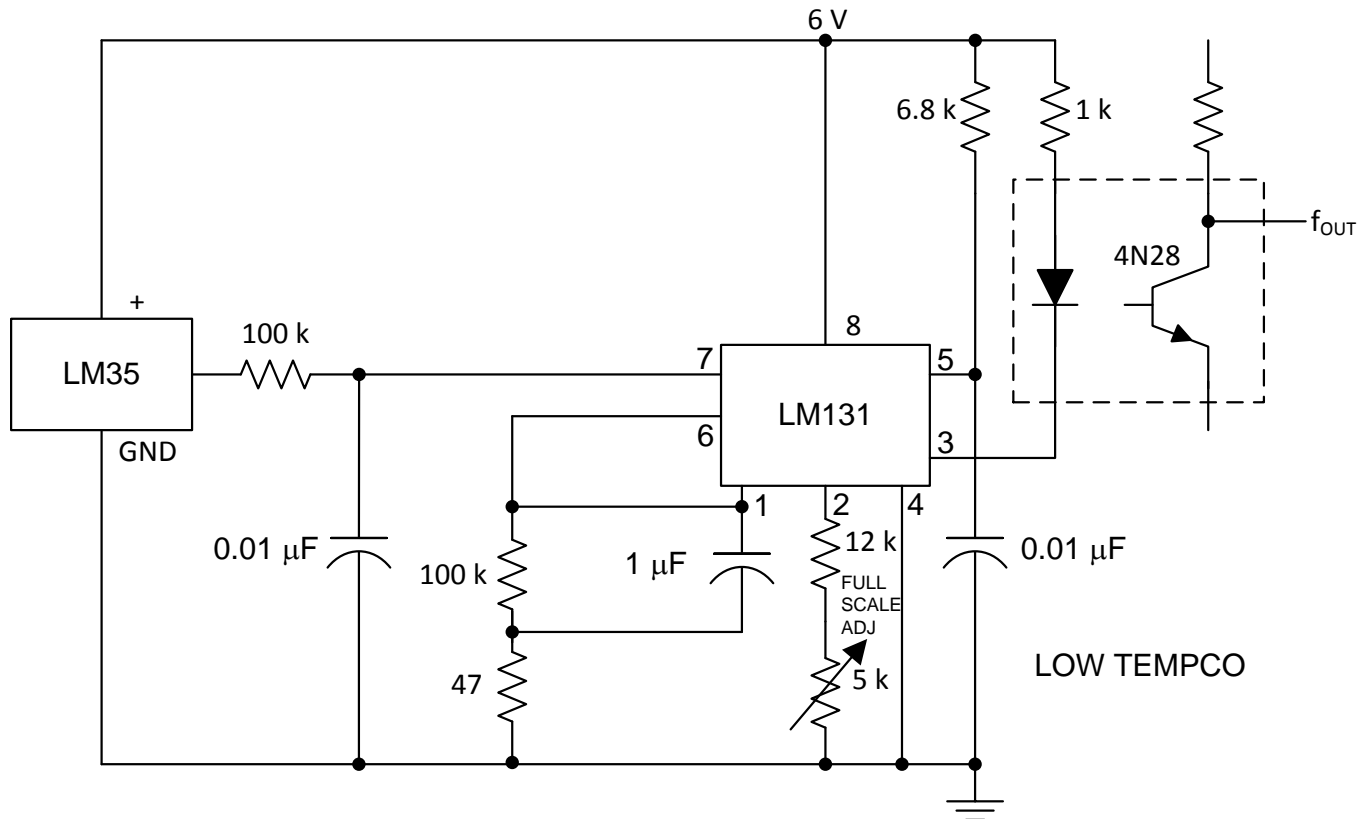 6 V
6.8 k
1 k
fOUT
4N28
+
LM35
GND
100 k
7
8
5
LM131
6
3
1
2
4
0.01 µF
100 k
1 µF
12 k
FULL
SCALE
ADJ
5 k
0.01 µF
47
LOW TEMPCO